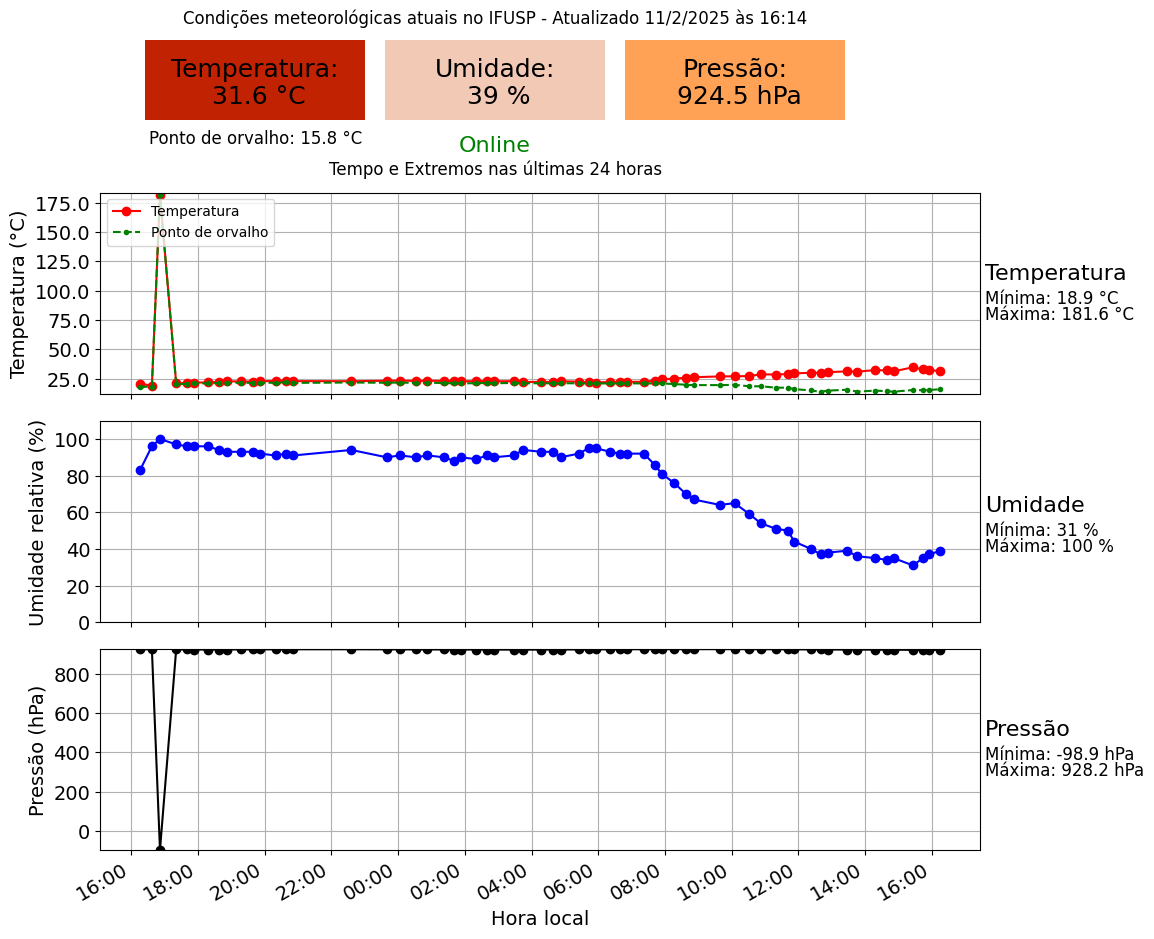 Condições meteorológicas atuais no IFUSP - Atualizado 11/2/2025 às 16:14
Temperatura:
31.6 °C
Umidade:
39 %
Pressão:
924.5 hPa
Ponto de orvalho: 15.8 °C
Online
Tempo e Extremos nas últimas 24 horas
Temperatura (°C)
175.0
150.0
125.0
100.0
75.0
50.0
25.0
Temperatura
Ponto de orvalho
Temperatura
Mínima: 18.9 °C
Máxima: 181.6 °C
Umidade relativa (%)
100
80
60
40
20
0
Umidade
Mínima: 31 %
Máxima: 100 %
Pressão (hPa)
800
600
400
200
0
Pressão
Mínima: -98.9 hPa
Máxima: 928.2 hPa
16:00 18:00 20:00 22:00 00:00 02:00 04:00 06:00 08:00 10:00 12:00 14:00 16:00
Hora local